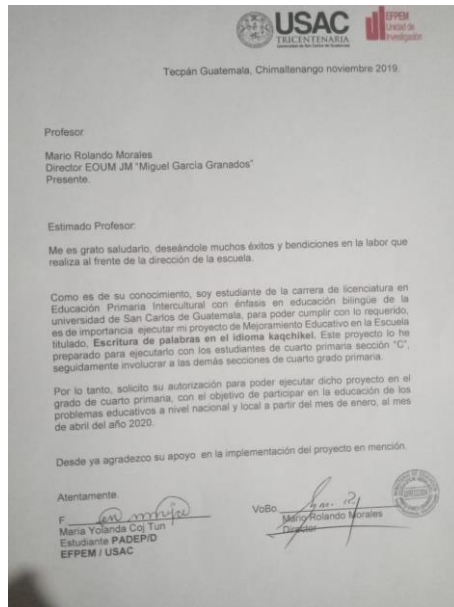 USAC
TRICENTENARIA
Universidad de San Carlos de Guatemala
EFPEM
Unidad de
Investigación
Tecpán Guatemala, Chimaltenango noviembre 2019.
Profesor
Mario Rolando Morales
Director EOUM JM “Miguel García Granados”
Presente.
Estimado Profesor:
Me es grato saludarlo, deseándole muchos éxitos y bendiciones en la labor que
realiza al frente de la dirección de la escuela.
Como es de su conocimiento, soy estudiante de la carrera de licenciatura en
Educación Primaria Intercultural con énfasis en educación bilingüe de la
universidad de San Carlos de Guatemala, para poder cumplir con lo requerido,
es de importancia ejecutar mi proyecto de Mejoramiento Educativo en la Escuela
titulado, Escritura de palabras en el idioma kaqchikel. Este proyecto lo he
preparado para ejecutarlo con los estudiantes de cuarto primaria sección “C”,
seguidamente involucrar a las demás secciones de cuarto grado primaria.
Por lo tanto, solicito su autorización para poder ejecutar dicho proyecto en el
grado de cuarto primaria, con el objetivo de participar en la educación de los
problemas educativos a nivel nacional y local a partir del mes de enero, al mes
de abril del año 2020.
Desde ya agradezco su apoyo en la implementación del proyecto en mención.
Atentamente.
F
María Yolanda Coj Tun
Estudiante PADEP/D
EFPEM / USAC
VoBo.
Mario Rolando Morales
Director